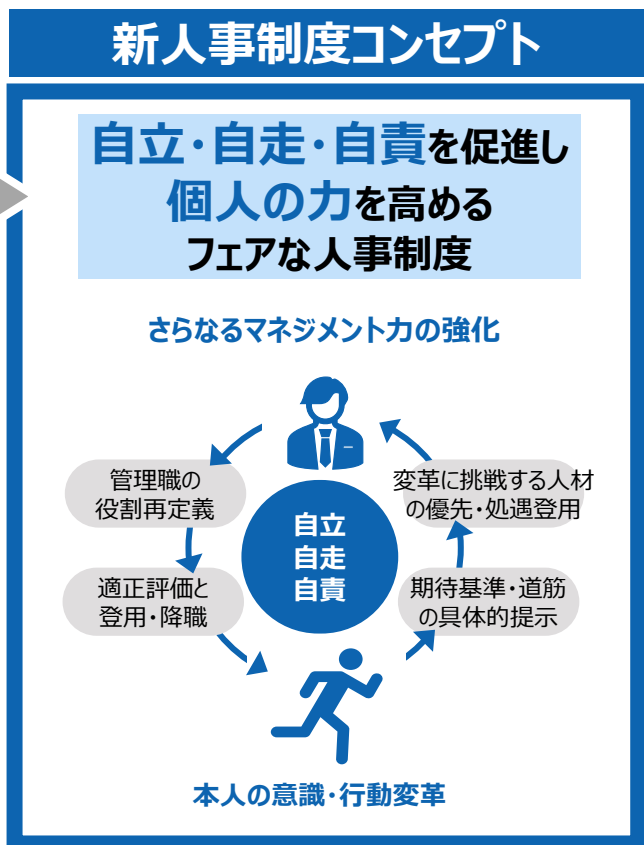 新人事制度コンセプト
自立・自走・自責を促進し
個人の力を高める
フェアな人事制度
さらなるマネジメント力の強化
管理職の
役割再定義
変革に挑戦する人材
の優先・処遇登用
自立
自走
自責
適正評価と
登用・降職
期待基準・道筋
の具体的提示
本人の意識・行動変革